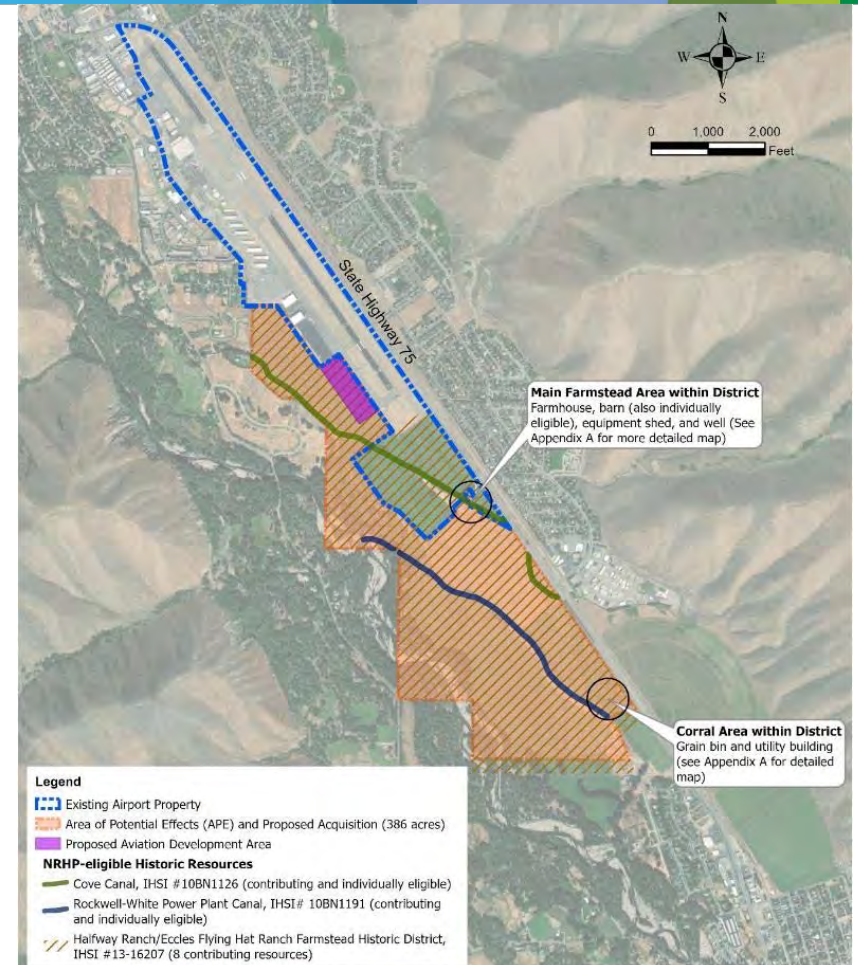 N
W E
S
0 1,000 2,000
Feet
State Highway 75
Main Farmstead Area within District
Farmhouse, barn (also individually
eligible), equipment shed, and well (See
Appendix A for more detailed map)
Corral Area within District
Grain bin and utility building
(see Appendix A for detailed
map)
Legend
Existing Airport Property
Area of Potential Effects (APE) and Proposed Acquisition (386 acres)
Proposed Aviation Development Area
NRHP-eligible Historic Resources
Cove Canal, IHSI #10BN1126 (contributing and individually eligible)
Rockwell-White Power Plant Canal, IHSI# 10BN1191 (contributing
and individually eligible)
Halfway Ranch/Eccles Flying Hat Ranch Farmstead Historic District,
IHSI #13-16207 (8 contributing resources)